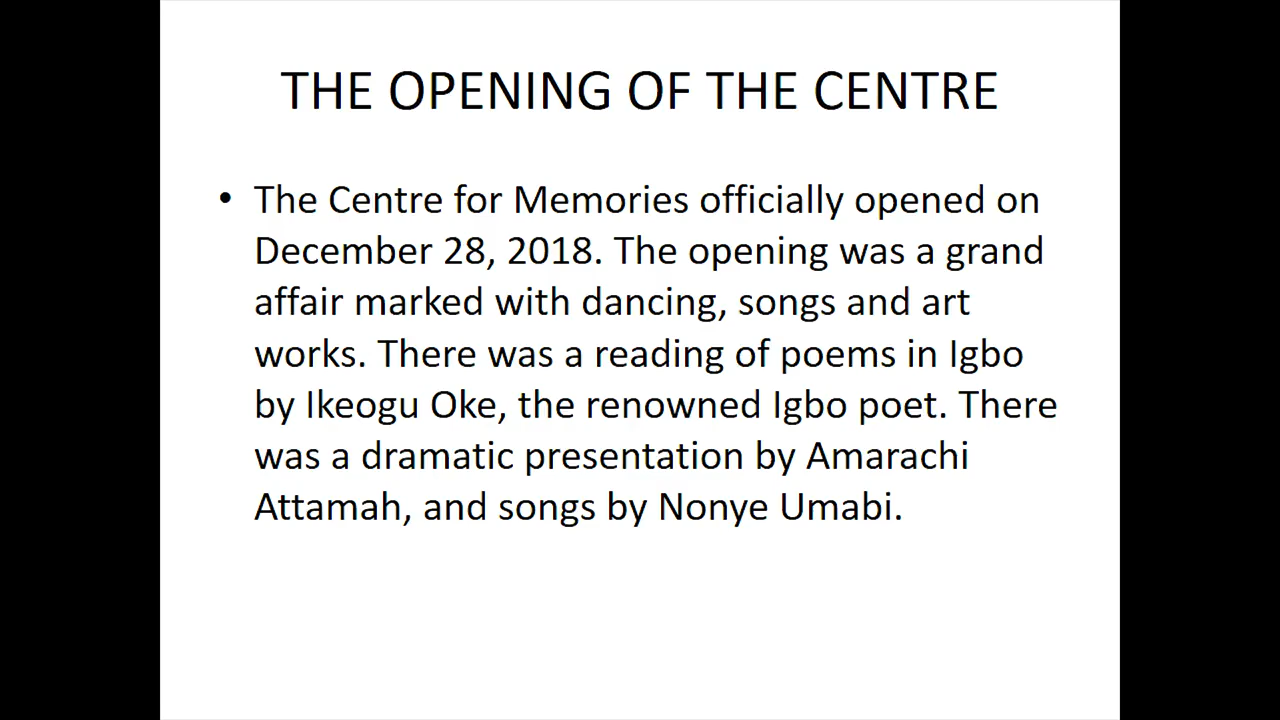 THE OPENING OF THE CENTRE
• The Centre for Memories officially opened on
December 28, 2018. The opening was a grand
affair marked with dancing, songs and art
works. There was a reading of poems in Igbo
by Ikeogu Oke, the renowned Igbo poet. There
was a dramatic presentation by Amarachi
Attamah, and songs by Nonye Umabi.